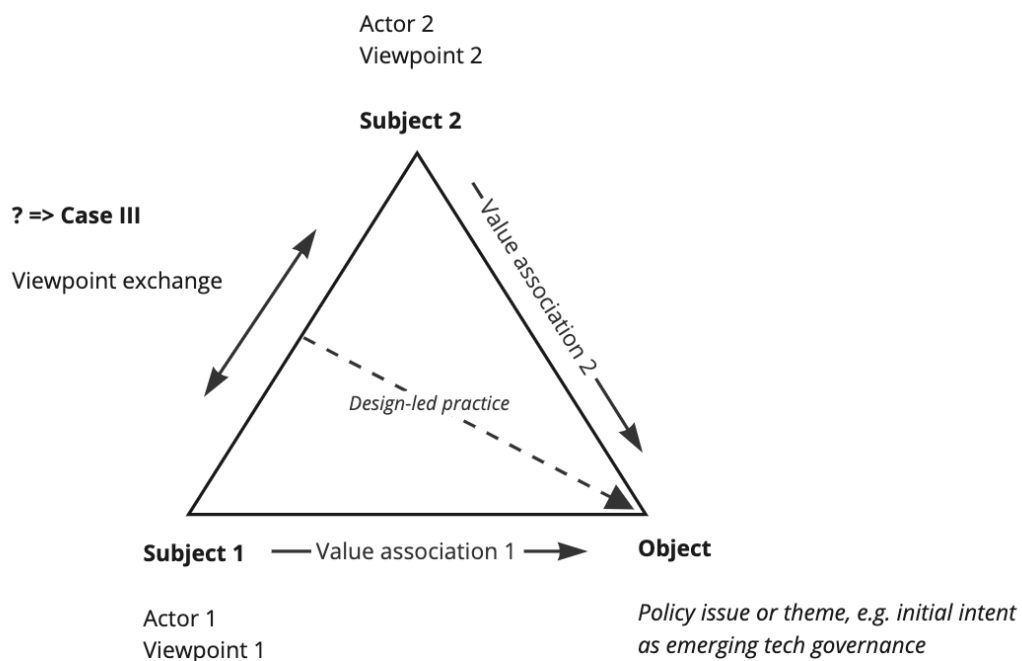 Actor 2
Viewpoint 2
Subject 2
? => Case III
Viewpoint exchange
Value association 2
Design-led practice
Subject 1
Value association 1
Object
Actor 1
Viewpoint 1
Policy issue or theme, e.g. initial intent
as emerging tech governance